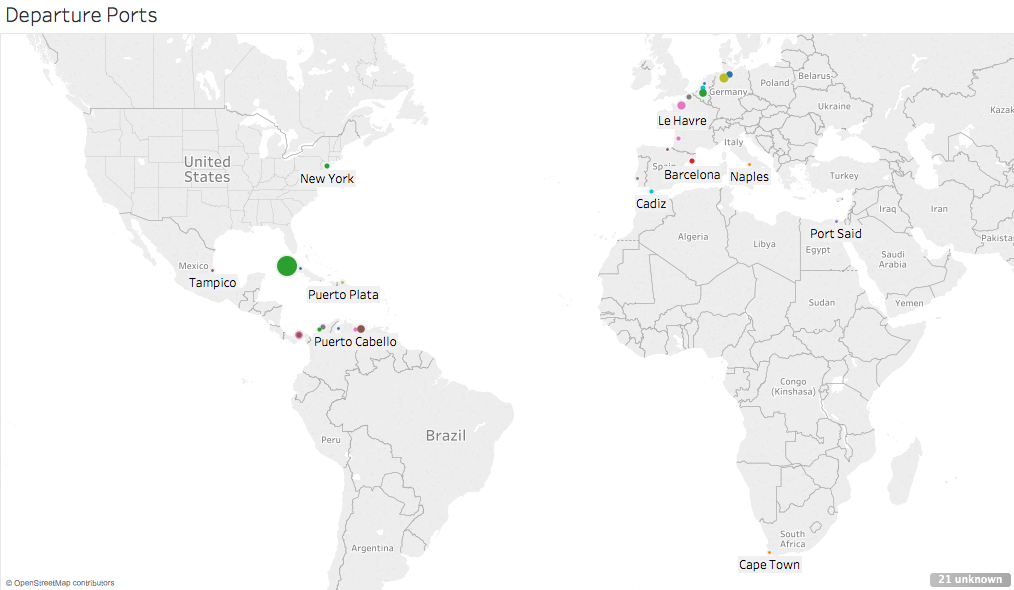 Departure Ports
Poland
Belarus
Germany
Ukraine
Kazak
Le Havre
Italy
United
States
Spain
Barcelona
Naples
Turkey
New York
Cadiz
Iraq
Iran
Port Said
Algeria
Libya
Egypt
Pakista
Saudi
Arabia
Mexico
Tampico
Puerto Plata
Sudan
Yemen
Puerto Cabello
Congo
(Kinshasa)
Peru
Brazil
South
Africa
Argentina
Cape Town
© OpenStreetMap contributors
21 unknown